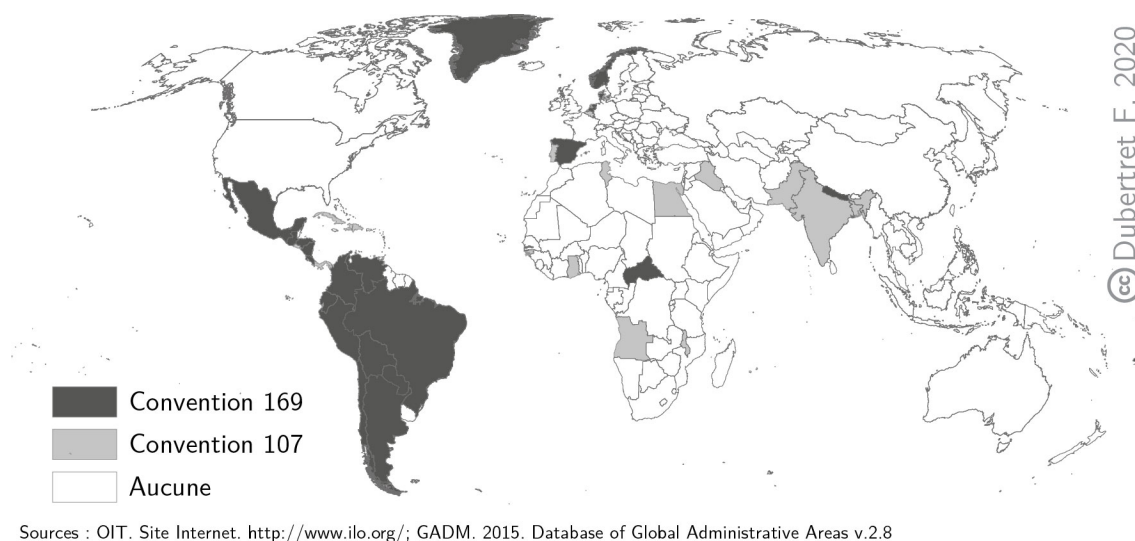 cc Dubertret F. 2020
Convention 169
Convention 107
Aucune
Sources : OIT. Site Internet. http://www.ilo.org/; GADM. 2015. Database of Global Administrative Areas v.2.8